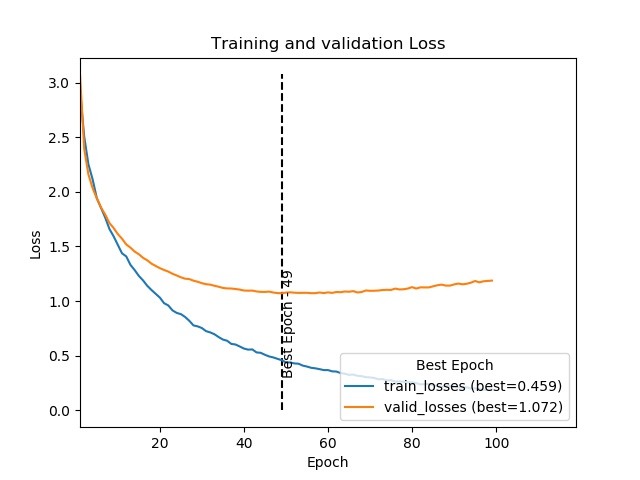 Training and validation Loss
3.0
2.5
2.0
1.5
1.0
0.5
0.0
Loss
Best Epoch - 49
Best Epoch
train_losses (best=0.459)
valid_losses (best=1.072)
20
40
60
80
100
Epoch